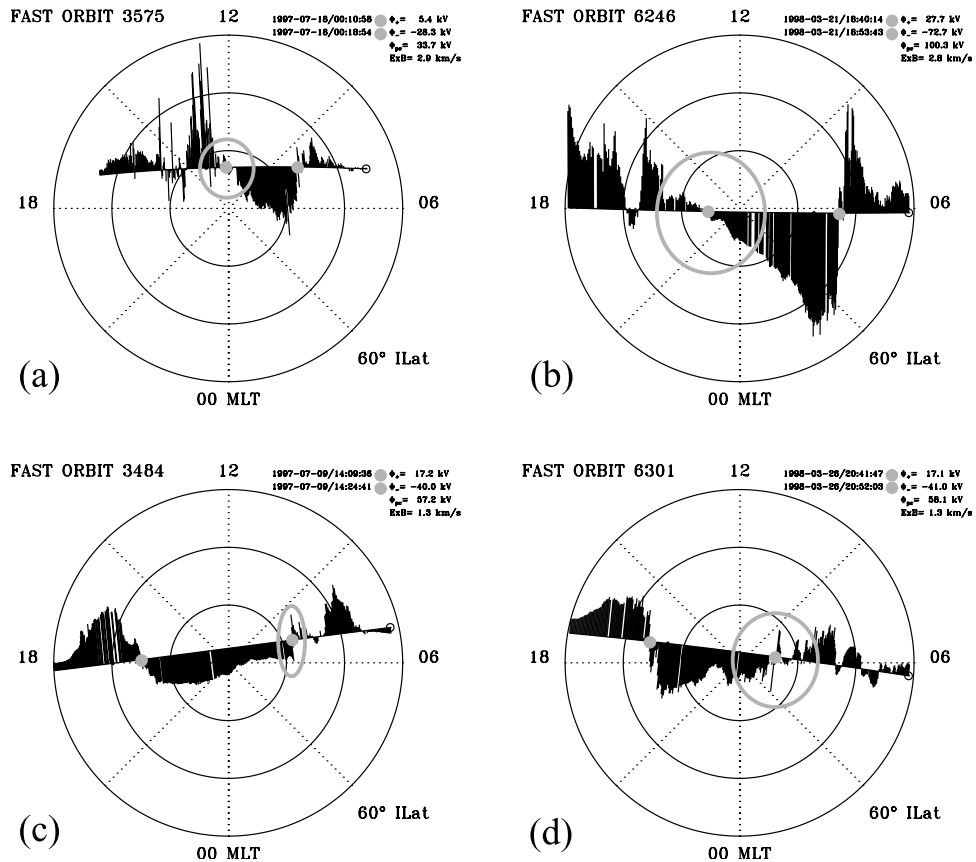 FAST ORBIT 3575
12
1997-07-18/00:10:58 Φ₊= 5.4 kV
1997-07-18/00:18:54 Φ₋= -28.3 kV
Φpc= 33.7 kV
ExB= 2.9 km/s
18
06
60° ILat
(a)
00 MLT
FAST ORBIT 6246
12
1998-03-21/18:40:14 Φ₊= 27.7 kV
1998-03-21/18:53:43 Φ₋= -72.7 kV
Φpc= 100.3 kV
ExB= 2.8 km/s
18
06
60° ILat
(b)
00 MLT
FAST ORBIT 3484
12
1997-07-09/14:09:36 Φ₊= 17.2 kV
1997-07-09/14:24:41 Φ₋= -40.0 kV
Φpc= 57.2 kV
ExB= 1.3 km/s
18
06
60° ILat
(c)
00 MLT
FAST ORBIT 6301
12
1998-03-26/20:41:47 Φ₊= 17.1 kV
1998-03-26/20:52:03 Φ₋= -41.0 kV
Φpc= 58.1 kV
ExB= 1.3 km/s
18
06
60° ILat
(d)
00 MLT